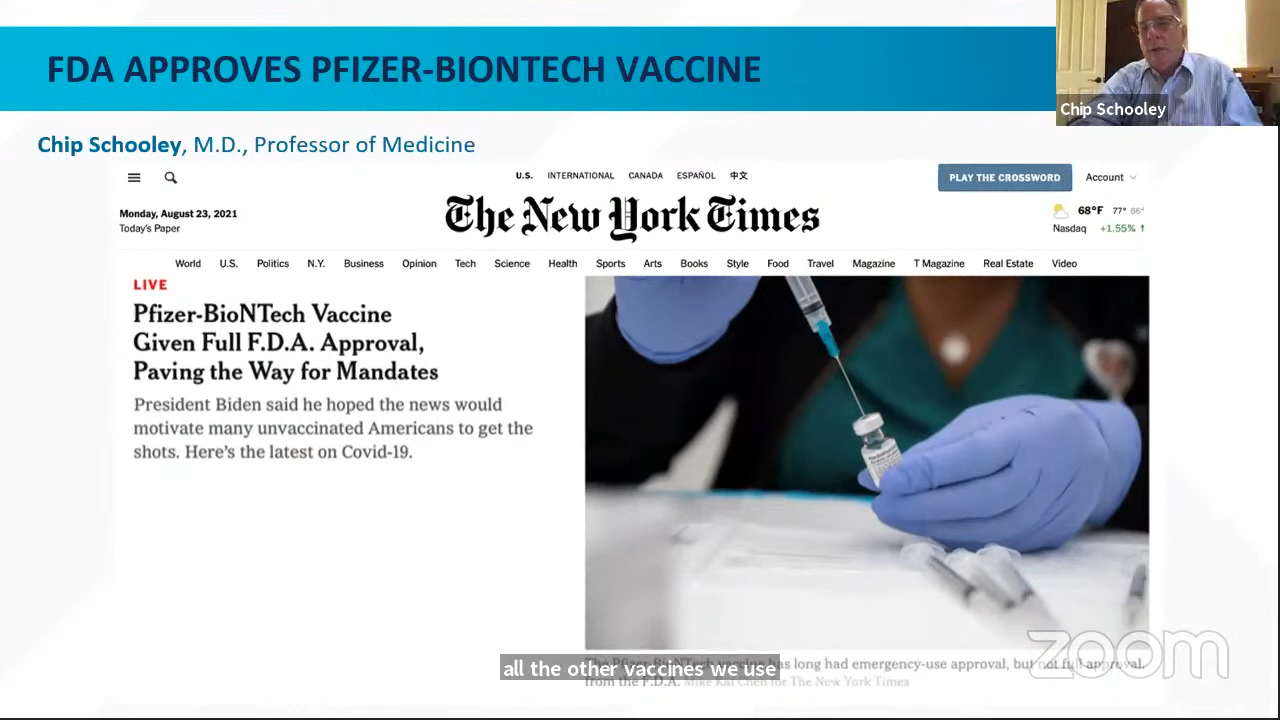 FDA APPROVES PFIZER-BIONTECH VACCINE
Chip Schooley
Chip Schooley, M.D., Professor of Medicine
U.S. INTERNATIONAL CANADA ESPAÑOL 中文
PLAY THE CROSSWORD
Account
Monday, August 23, 2021
Today's Paper
The New York Times
68°F 77° 66°
Nasdaq +1.55% ↑
World U.S. Politics N.Y. Business Opinion Tech Science Health Sports Arts Books Style Food Travel Magazine T Magazine Real Estate Video
LIVE
Pfizer-BioNTech Vaccine
Given Full F.D.A. Approval,
Paving the Way for Mandates
President Biden said he hoped the news would
motivate many unvaccinated Americans to get the
shots. Here's the latest on Covid-19.
all the other vaccines we use
has long had emergency-use approval, but not full approval,
from the F.D.A. Mike Kai Chen for The New York Times
zoom